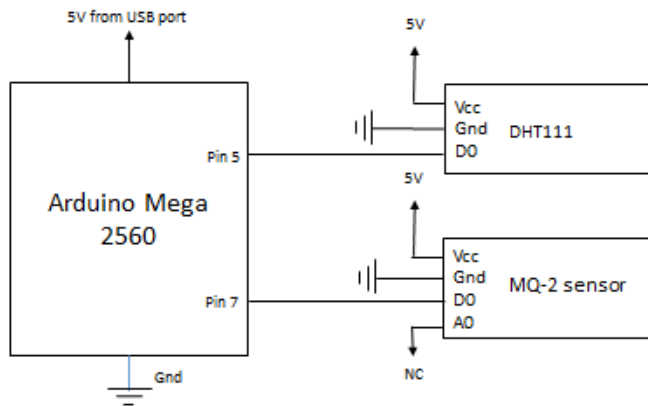 5V from USB port
Arduino Mega
2560
Pin 5
Pin 7
Gnd
5V
Vcc
Gnd
D0
DHT111
5V
Vcc
Gnd
D0
A0
MQ-2 sensor
NC